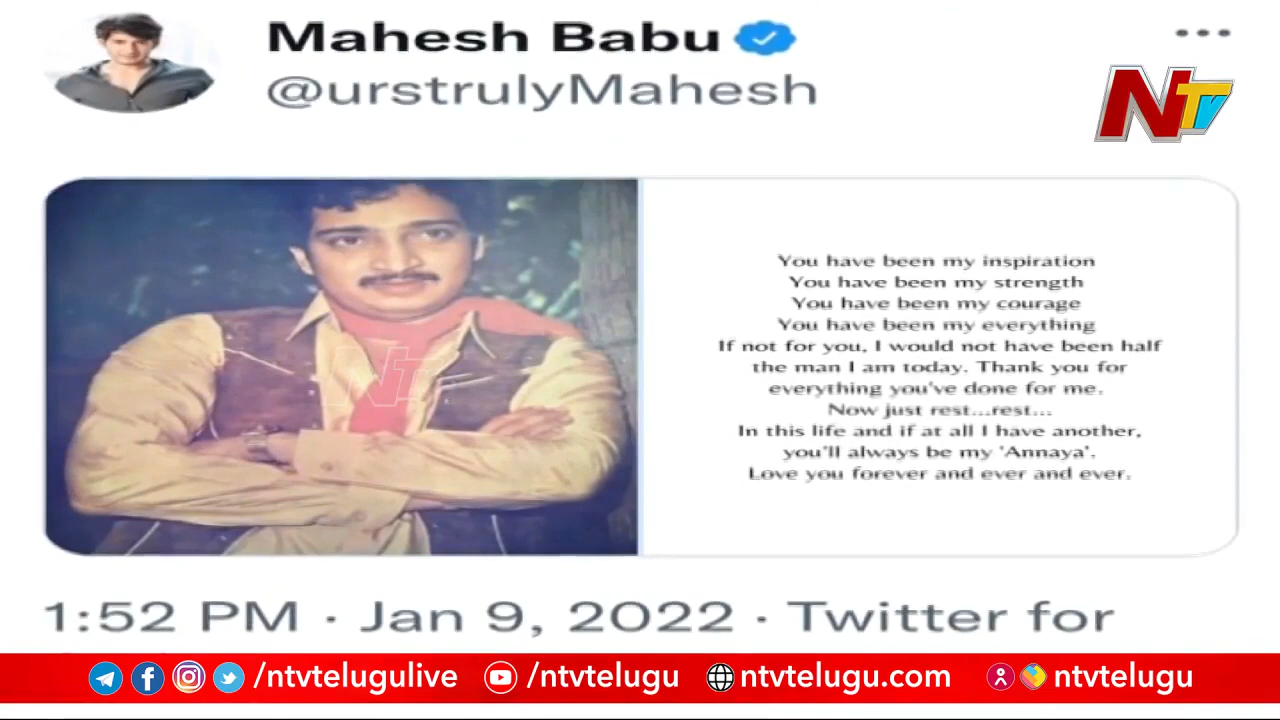 Mahesh Babu
@urstrulyMahesh
NTV
You have been my inspiration
You have been my strength
You have been my courage
You have been my everything
If not for you, I would not have been half
the man I am today. Thank you for
everything you've done for me.
Now just rest...rest...
In this life and if at all I have another,
you'll always be my 'Annaya'.
Love you forever and ever and ever.
NTV
1:52 PM · Jan 9, 2022 · Twitter for
/ntvtelugulive /ntvtelugu ntvtelugu.com ntvtelugu